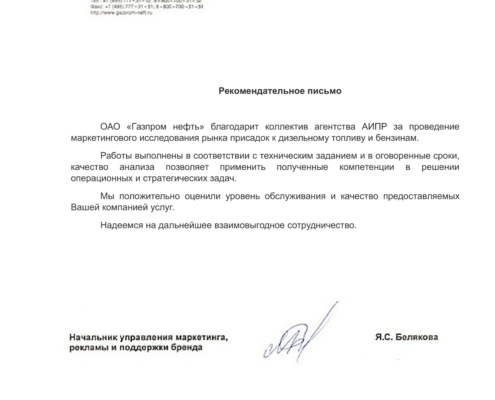 Факс: +7 (495) 777-31-51, 8-800-700-31-51
http://www.gazprom-neft.ru
Рекомендательное письмо
ОАО «Газпром нефть» благодарит коллектив агентства АИПР за проведение
маркетингового исследования рынка присадок к дизельному топливу и бензинам.
Работы выполнены в соответствии с техническим заданием и в оговоренные сроки,
качество анализа позволяет применить полученные компетенции в решении
операционных и стратегических задач.
Мы положительно оценили уровень обслуживания и качество предоставляемых
Вашей компанией услуг.
Надеемся на дальнейшее взаимовыгодное сотрудничество.
Начальник управления маркетинга,
рекламы и поддержки бренда
Я.С. Белякова